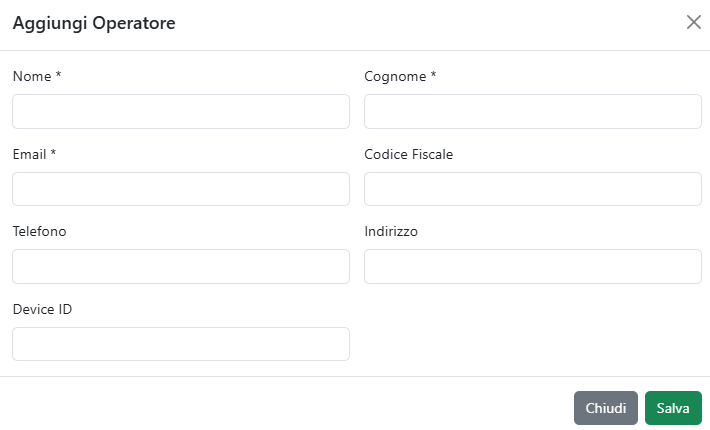 Aggiungi Operatore
Nome *
Cognome *
Email *
Codice Fiscale
Telefono
Indirizzo
Device ID
Chiudi
Salva